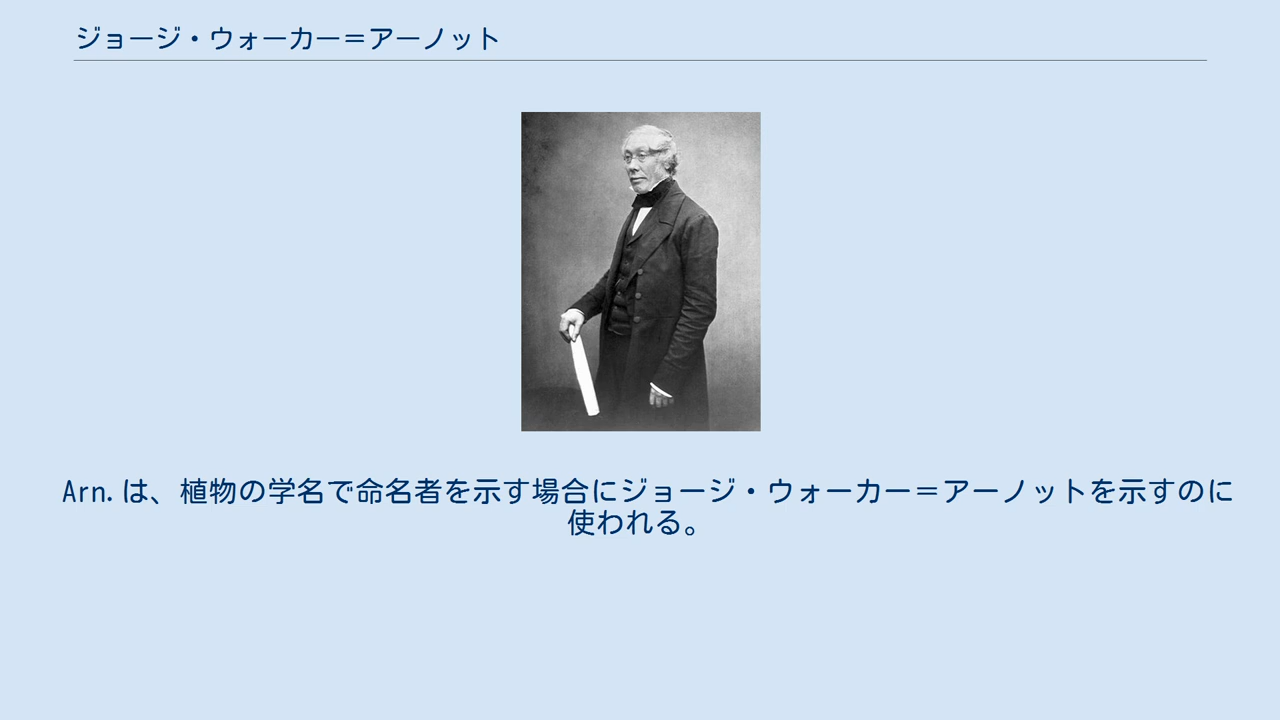 ジョージ・ウォーカー＝アーノット
Arn.は、植物の学名で命名者を示す場合にジョージ・ウォーカー＝アーノットを示すのに
使われる。